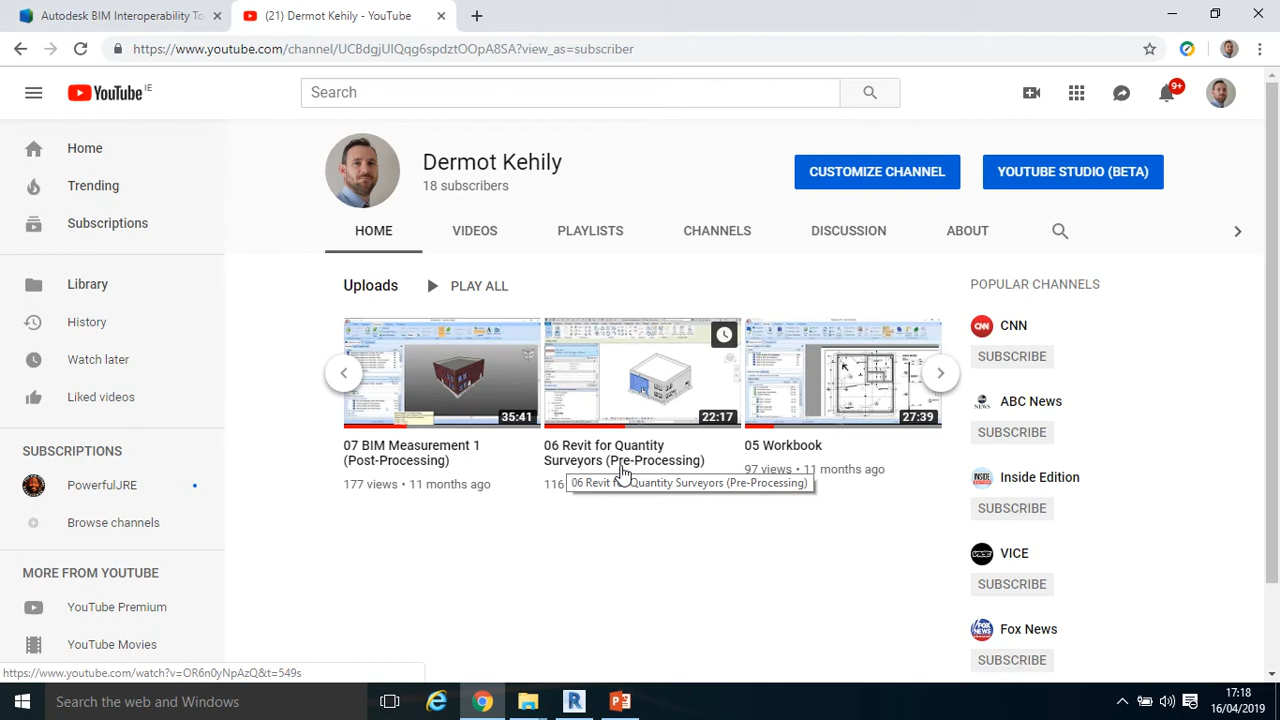 Autodesk BIM Interoperability To
(21) Dermot Kehily - YouTube
https://www.youtube.com/channel/UCBdgjUIQqg6spdztOOpA8SA?view_as=subscriber
YouTube IE
Search
9+
Home
Trending
Subscriptions
Library
History
Watch later
Liked videos
SUBSCRIPTIONS
PowerfulJRE
Browse channels
MORE FROM YOUTUBE
YouTube Premium
YouTube Movies
Dermot Kehily
18 subscribers
CUSTOMIZE CHANNEL
YOUTUBE STUDIO (BETA)
HOME
VIDEOS
PLAYLISTS
CHANNELS
DISCUSSION
ABOUT
Uploads
PLAY ALL
35:41
22:17
27:39
07 BIM Measurement 1
(Post-Processing)
177 views • 11 months ago
06 Revit for Quantity
Surveyors (Pre-Processing)
116
06 Revit Quantity Surveyors (Pre-Processing)
05 Workbook
97 views • 11 months ago
POPULAR CHANNELS
CNN
SUBSCRIBE
ABC News
SUBSCRIBE
Inside Edition
SUBSCRIBE
VICE
SUBSCRIBE
Fox News
SUBSCRIBE
https://www.youtube.com/watch?v=OR6n0yNpAzQ&t=549s
Search the web and Windows
17:18
16/04/2019